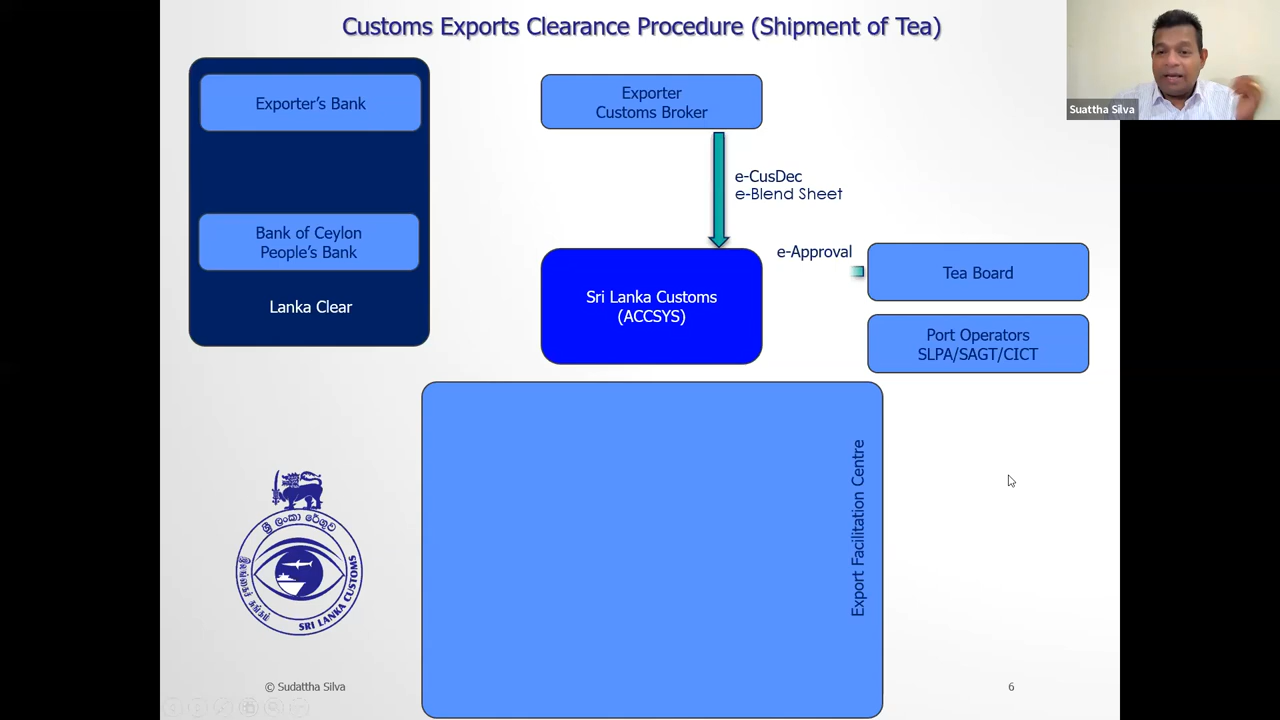 Customs Exports Clearance Procedure (Shipment of Tea)
Suattha Silva
Exporter's Bank
Exporter
Customs Broker
e-CusDec
e-Blend Sheet
Bank of Ceylon
People's Bank
e-Approval
Tea Board
Lanka Clear
Sri Lanka Customs
(ACCSYS)
Port Operators
SLPA/SAGT/CICT
Export Facilitation Centre
ශ්‍රී ලංකා රේගුව
இலங்கைச் சுங்கம்
SRI LANKA CUSTOMS
© Sudattha Silva
6